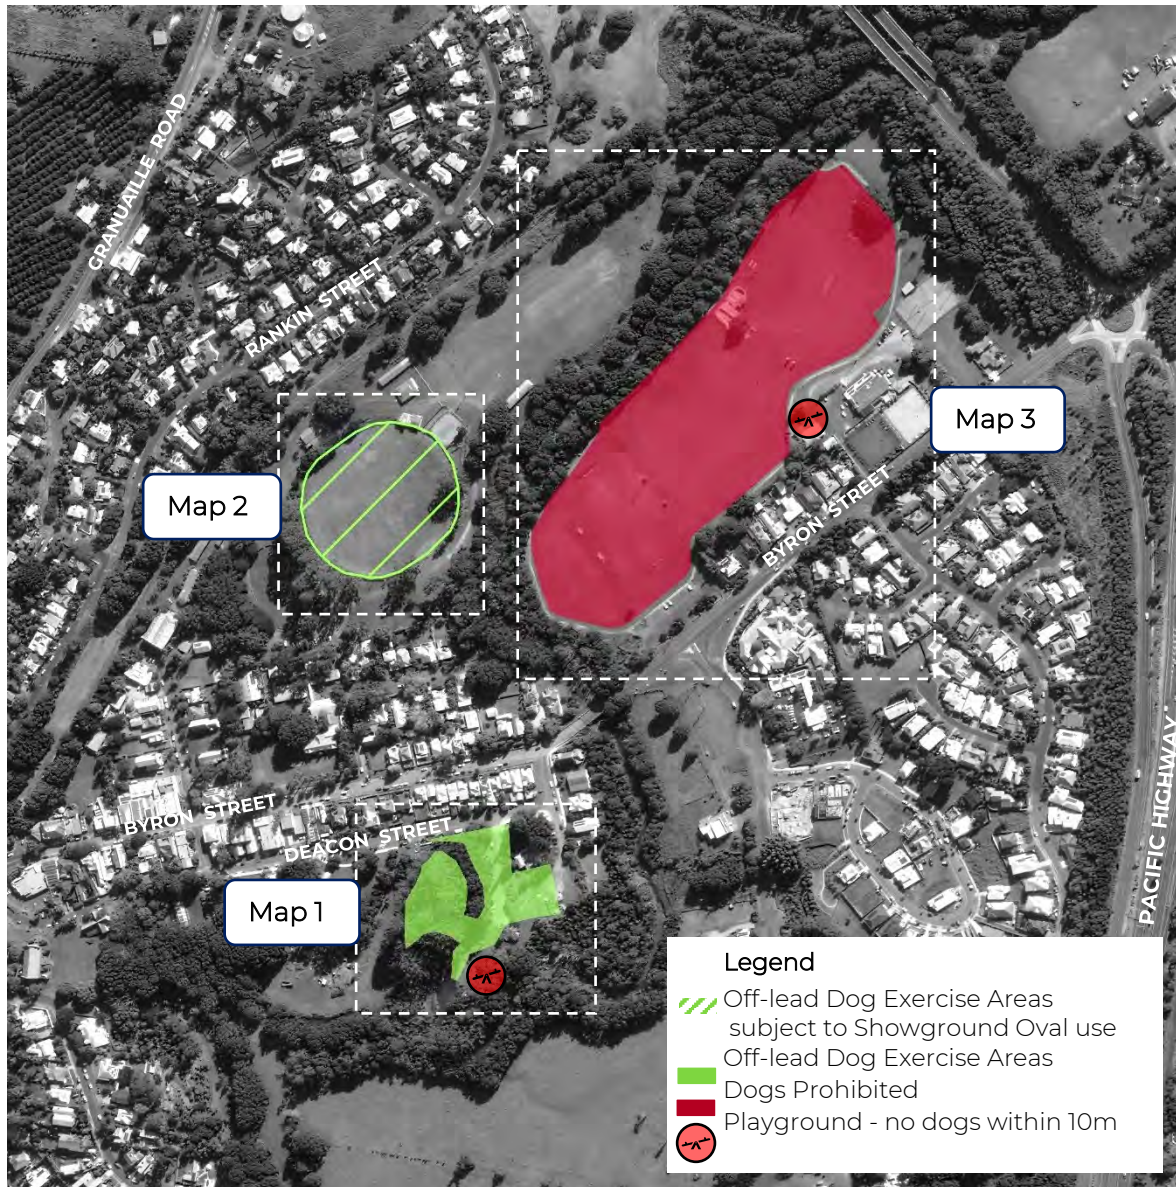 GRANUAILLE ROAD
RANKIN STREET
Map 3
Map 2
BYRON STREET
PACIFIC HIGHWAY
BYRON STREET
DEACON STREET
Map 1
Legend
Off-lead Dog Exercise Areas
subject to Showground Oval use
Off-lead Dog Exercise Areas
Dogs Prohibited
Playground - no dogs within 10m